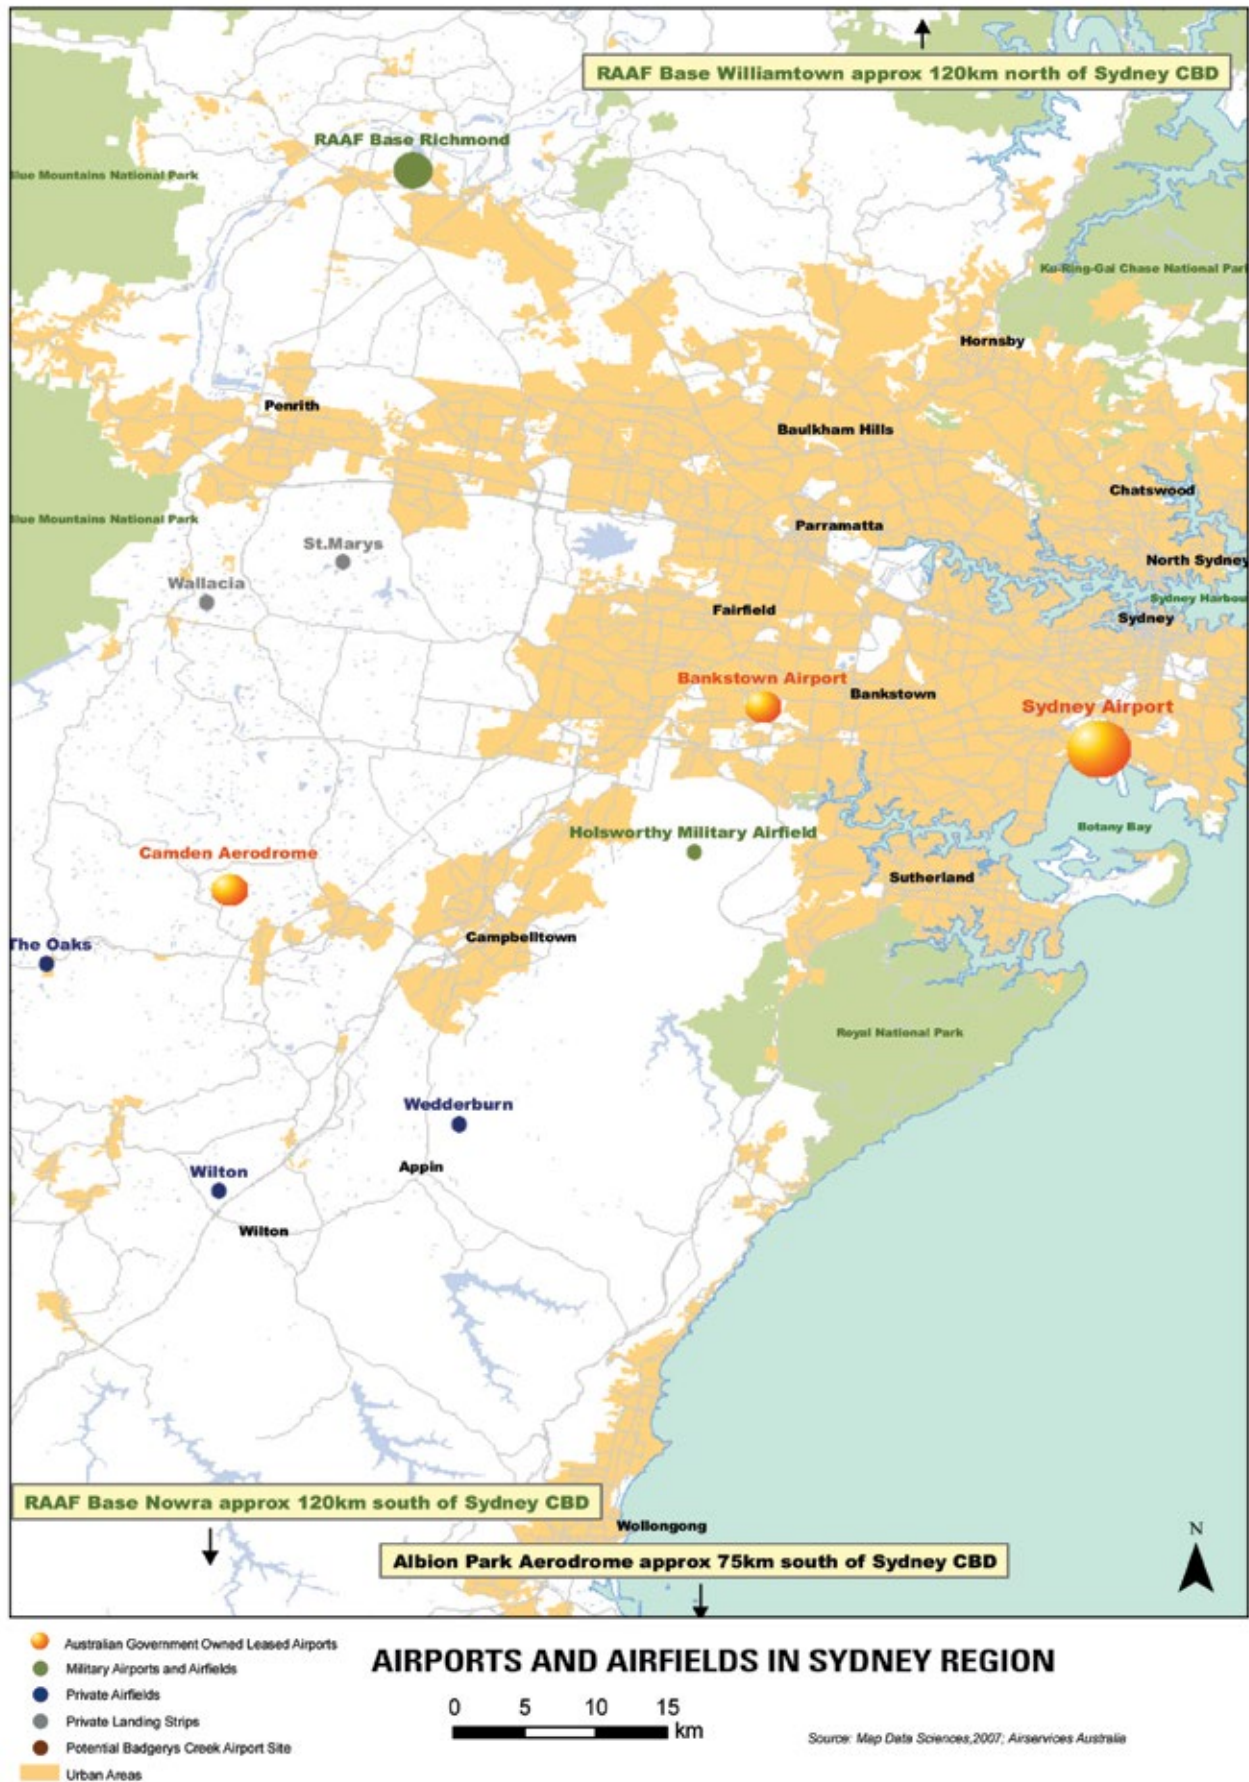 RAAF Base Williamtown approx 120km north of Sydney CBD
RAAF Base Richmond
lue Mountains National Park
Ku-Ring-Gai Chase National Par
Hornsby
Penrith
Baulkham Hills
Chatswood
lue Mountains National Park
Parramatta
St.Marys
North Sydney
Wallacia
Sydney Harbou
Fairfield
Sydney
Bankstown Airport
Bankstown
Sydney Airport
Botany Bay
Holsworthy Military Airfield
Camden Aerodrome
Sutherland
Campbelltown
The Oaks
Royal National Park
Wedderburn
Appin
Wilton
Wilton
RAAF Base Nowra approx 120km south of Sydney CBD
Wollongong
N
Albion Park Aerodrome approx 75km south of Sydney CBD
Australian Government Owned Leased Airports
Military Airports and Airfields
Private Airfields
Private Landing Strips
Potential Badgerys Creek Airport Site
Urban Areas
AIRPORTS AND AIRFIELDS IN SYDNEY REGION
0 5 10 15
km
Source: Map Data Sciences,2007; Airservices Australia